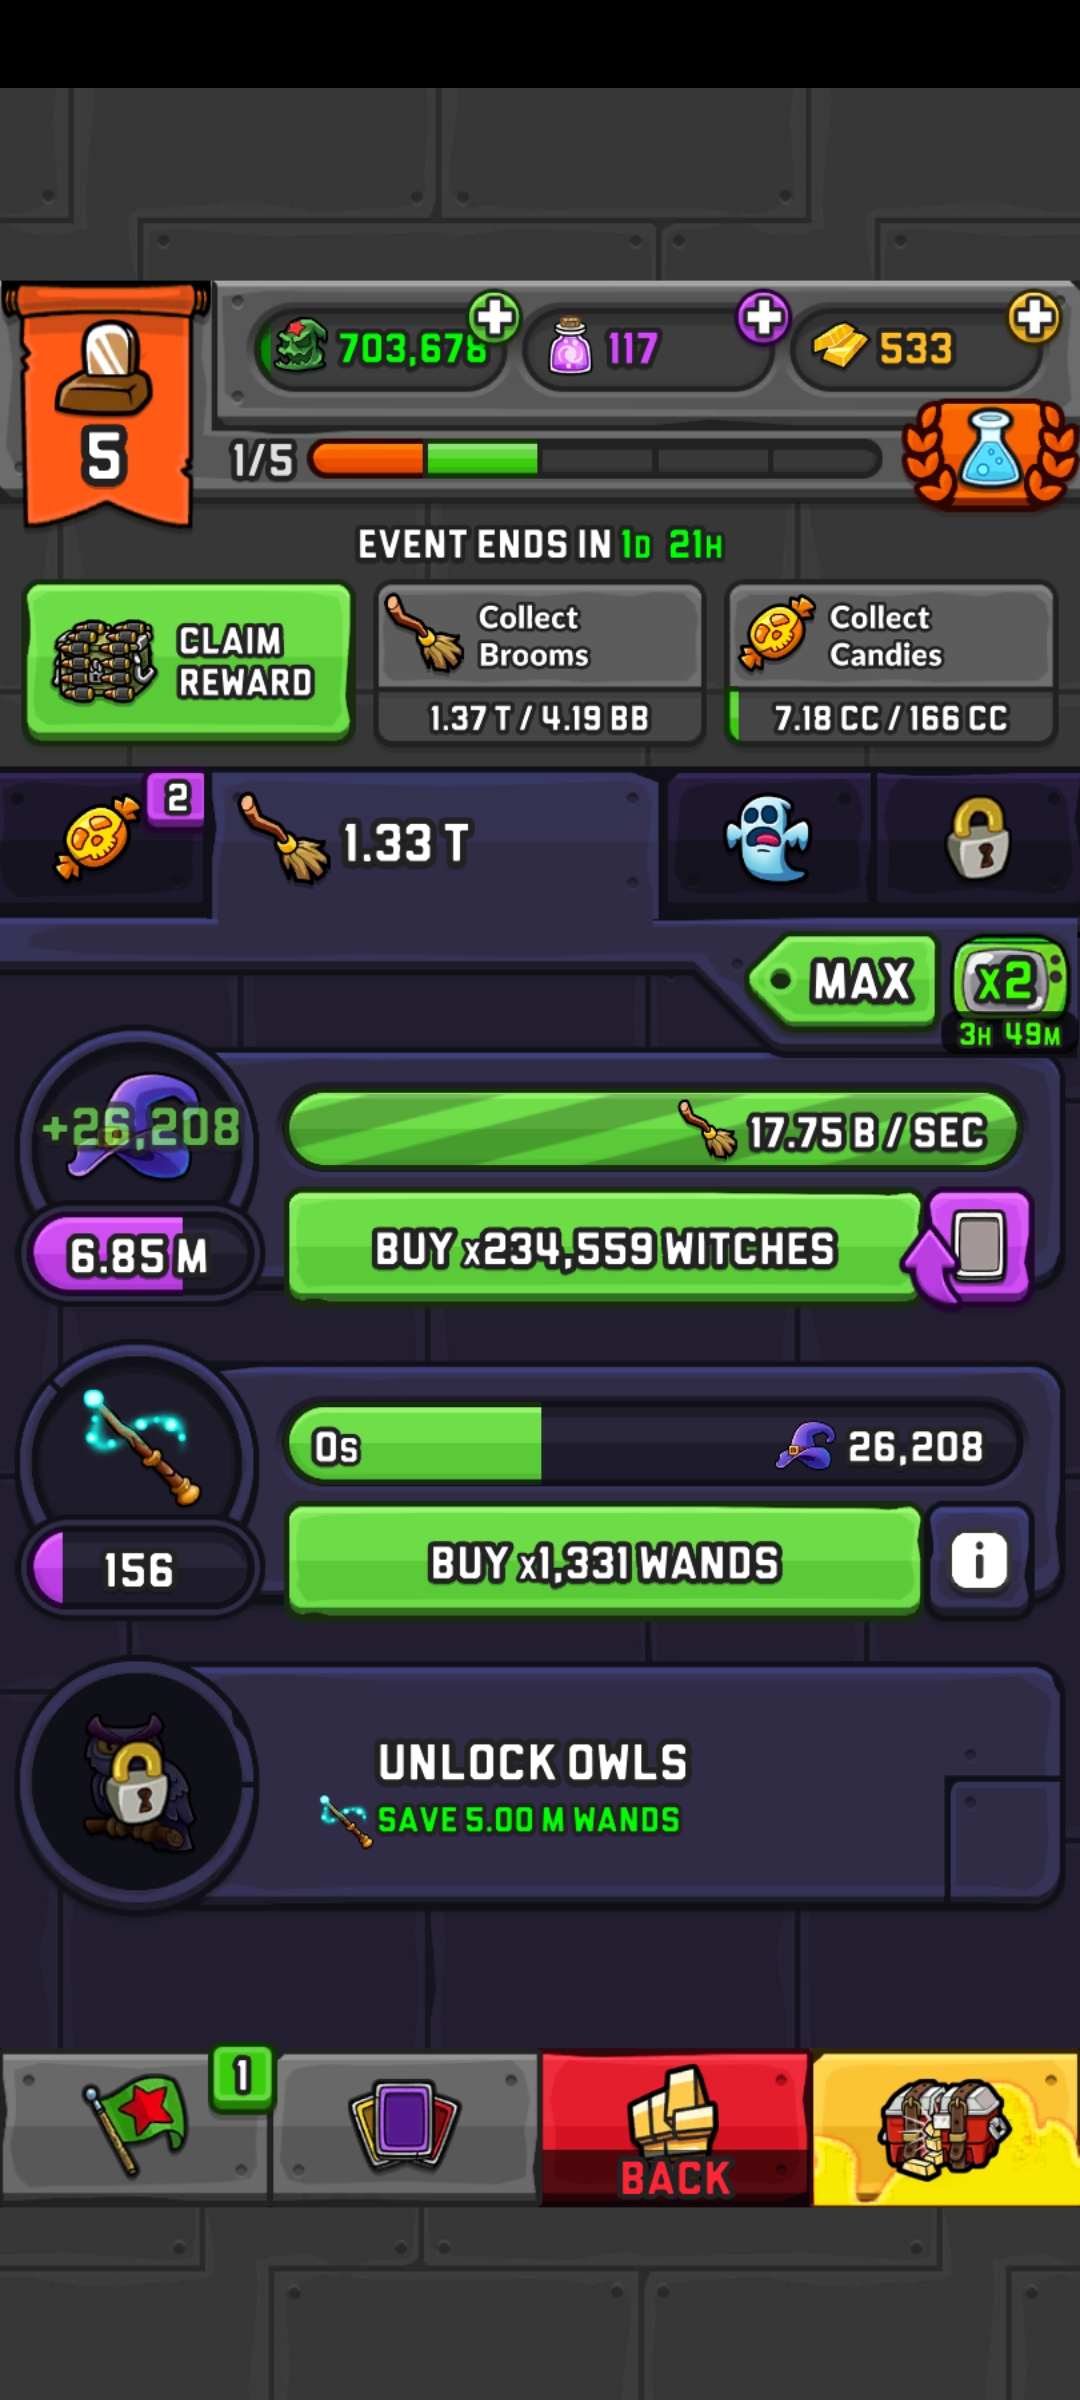 703,678
117
533
5
1/5
EVENT ENDS IN 1D 21H
CLAIM
REWARD
Collect
Brooms
1.37 T / 4.19 BB
Collect
Candies
7.18 CC / 166 CC
2
1.33 T
MAX
x2
3H 49M
+26,208
17.75 B / SEC
6.85 M
BUY x234,559 WITCHES
0s
26,208
156
BUY x1,331 WANDS
i
UNLOCK OWLS
SAVE 5.00 M WANDS
1
BACK